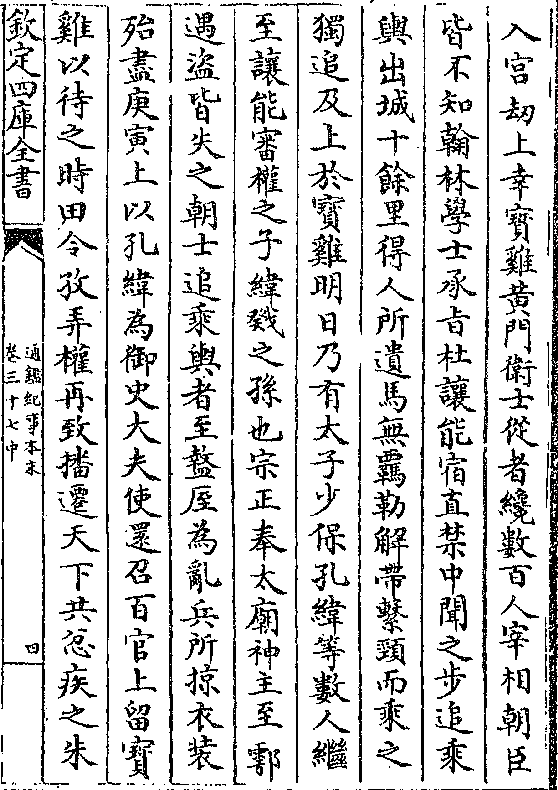 入宮劫上幸寳雞黄門衛士從者纔數百人宰相朝臣
皆不知翰林學士承㫖杜讓能宿直禁中聞之步追乘
輿出城十餘里得人所遺馬無羈勒解帶繫頸而乘之
獨追及上於寳雞明日乃有太子少保孔緯等數人繼
至讓能審權之子緯戣之孫也宗正奉太廟神主至鄠
遇盜皆失之朝士追乘輿者至盩厔為亂兵所掠衣裝
殆盡庚寅上以孔緯為御史大夫使還召百官上留寳
雞以待之時田令孜弄權再致播遷天下共忿疾之朱
欽定四庫全書
通鑑紀事本末
卷三十七中
四